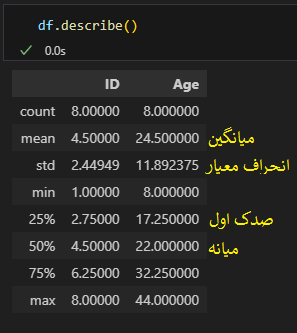 df.describe()
0.0s
ID Age
count 8.00000 8.000000
mean 4.50000 24.500000 میانگین
std 2.44949 11.892375 انحراف معیار
min 1.00000 8.000000
25% 2.75000 17.250000 صدک اول
50% 4.50000 22.000000 میانه
75% 6.25000 32.250000
max 8.00000 44.000000